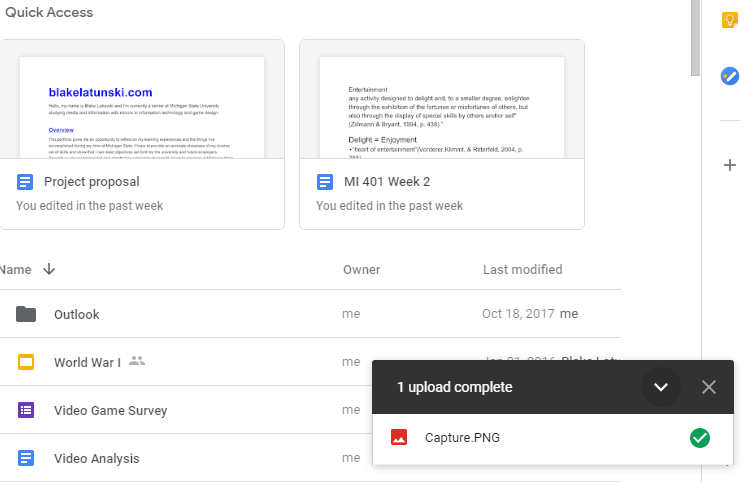 Quick Access
blakelatunski.com
Hello, my name is Blake Latunski and I'm currently a senior at Michigan State University
studying media and information with minors in information technology and game design.
Overview
This portfolio gives me an opportunity to reflect on my learning experiences and the things I've
accomplished during my time at Michigan State. I hope to provide an accurate showcase of my diverse
set of skills and show that I can meet objectives set forth by the university and future employers.
Entertainment
any activity designed to delight and, to a smaller degree, enlighten
through the exhibition of the fortunes or misfortunes of others, but
also through the display of special skills by others and/or self"
(Zillmann & Bryant, 1994, p. 438)."
Delight = Enjoyment
•"heart of entertainment"(Vorderer,Klimmt, & Ritterfeld, 2004, p.
Project proposal
You edited in the past week
MI 401 Week 2
You edited in the past week
Name Owner Last modified
Outlook me Oct 18, 2017 me
World War I me
Video Game Survey me
Video Analysis me
1 upload complete
Capture.PNG